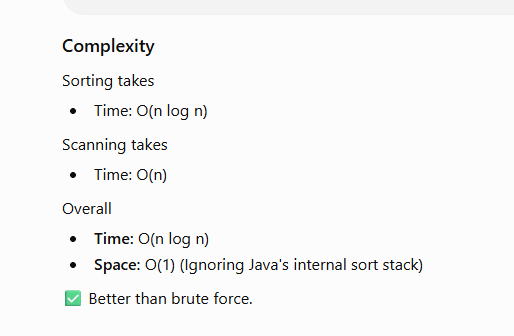 Complexity
Sorting takes
• Time: O(n log n)
Scanning takes
• Time: O(n)
Overall
• Time: O(n log n)
• Space: O(1) (Ignoring Java's internal sort stack)
✅ Better than brute force.